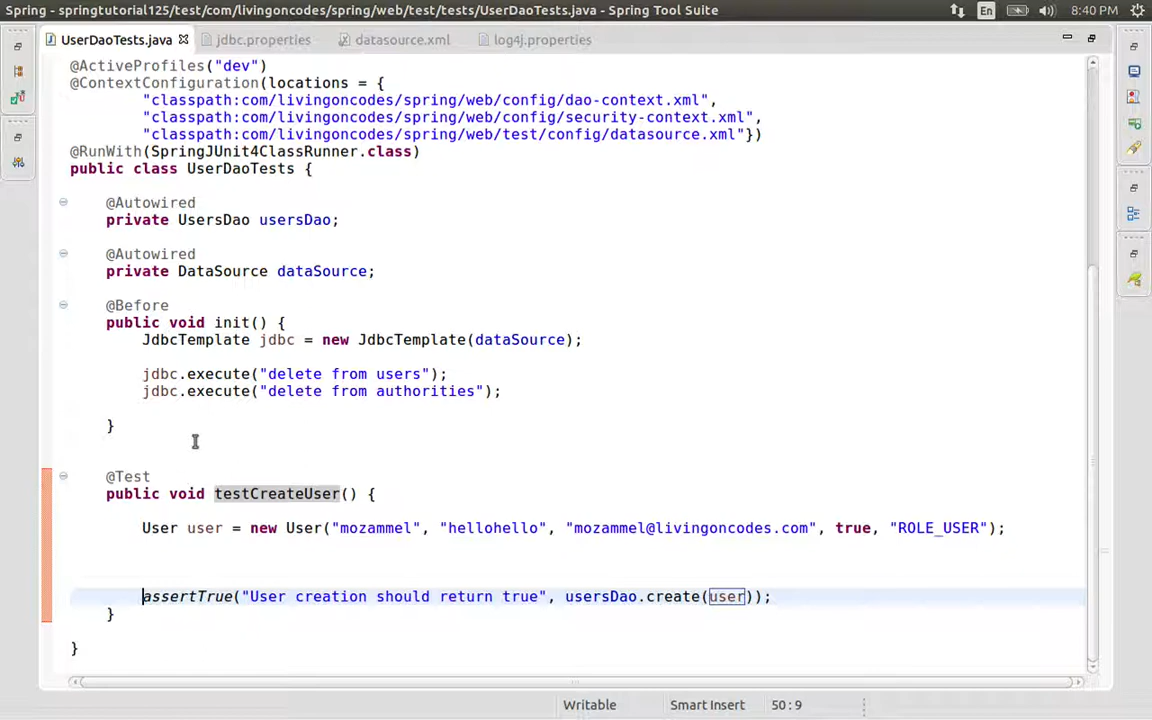 Spring - springtutorial125/test/com/livingoncodes/spring/web/test/tests/UserDaoTests.java - Spring Tool Suite
En
8:40 PM
UserDaoTests.java
jdbc.properties
datasource.xml
log4j.properties
@ActiveProfiles("dev")
@ContextConfiguration(locations = {
"classpath:com/livingoncodes/spring/web/config/dao-context.xml",
"classpath:com/livingoncodes/spring/web/config/security-context.xml",
"classpath:com/livingoncodes/spring/web/test/config/datasource.xml"})
@RunWith(SpringJUnit4ClassRunner.class)
public class UserDaoTests {
@Autowired
private UsersDao usersDao;
@Autowired
private DataSource dataSource;
@Before
public void init() {
JdbcTemplate jdbc = new JdbcTemplate(dataSource);
jdbc.execute("delete from users");
jdbc.execute("delete from authorities");
}
@Test
public void testCreateUser() {
User user = new User("mozammel", "hellohello", "mozammel@livingoncodes.com", true, "ROLE_USER");
assertTrue("User creation should return true", usersDao.create(user));
}
}
Writable
Smart Insert
50 : 9